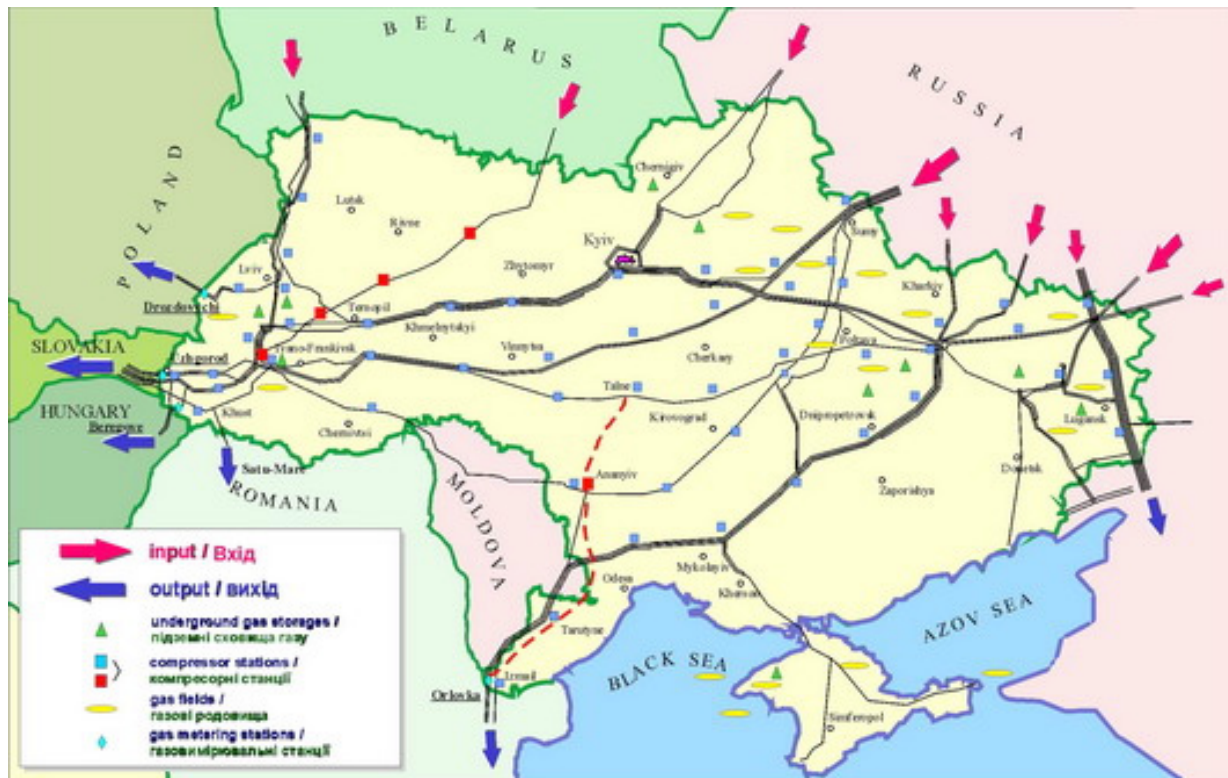 BELARUS
RUSSIA
POLAND
Chernigiv
Lutsk
Rivne
Kyiv
Sumy
Zhytomyr
Lviv
Kharkiv
Drozdovichi
Ternopil
Khmelnytskyi
SLOVAKIA
Uzhgorod
Ivano-Frankivsk
Vinnytsa
Cherkasy
Poltava
Talne
HUNGARY
Beregove
Khust
Chernivtsi
Kirovograd
Dnipropetrovsk
Lugansk
Satu-Mare
ROMANIA
Ananyiv
Donetsk
Zaporizhya
MOLDOVA
Odesa
Mykolayiv
Kherson
Tarutyne
AZOV SEA
BLACK SEA
Izmail
Orlovka
Simferopol
input / Вхід
output / вихід
underground gas storages /
підземні сховища газу
compressor stations /
компресорні станції
gas fields /
газові родовища
gas metering stations /
газовимірювальні станції